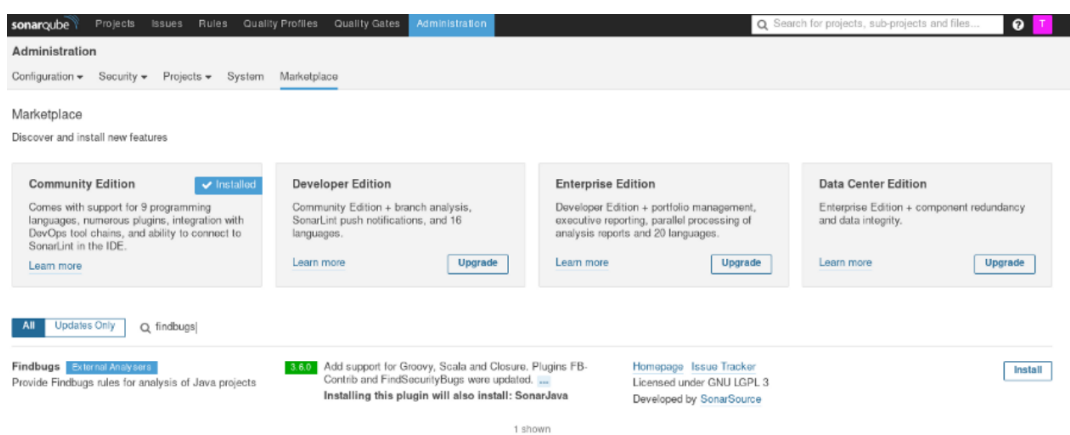 sonarqube Projects Issues Rules Quality Profiles Quality Gates Administration Search for projects, sub-projects and files... ? T
Administration
Configuration Security Projects System Marketplace
Marketplace
Discover and install new features
Community Edition Installed
Comes with support for 9 programming
languages, numerous plugins, integration with
DevOps tool chains, and ability to connect to
SonarLint in the IDE.
Learn more
Developer Edition
Community Edition + branch analysis,
SonarLint push notifications, and 16
languages.
Learn more Upgrade
Enterprise Edition
Developer Edition + portfolio management,
executive reporting, parallel processing of
analysis reports and 20 languages.
Learn more Upgrade
Data Center Edition
Enterprise Edition + component redundancy
and data integrity.
Learn more Upgrade
All Updates Only findbugs
Findbugs External Analysers
Provide Findbugs rules for analysis of Java projects
3.6.0 Add support for Groovy, Scala and Closure. Plugins FB-
Contrib and FindSecurityBugs were updated. ...
Installing this plugin will also install: SonarJava
Homepage Issue Tracker
Licensed under GNU LGPL 3
Developed by SonarSource
Install
1 shown